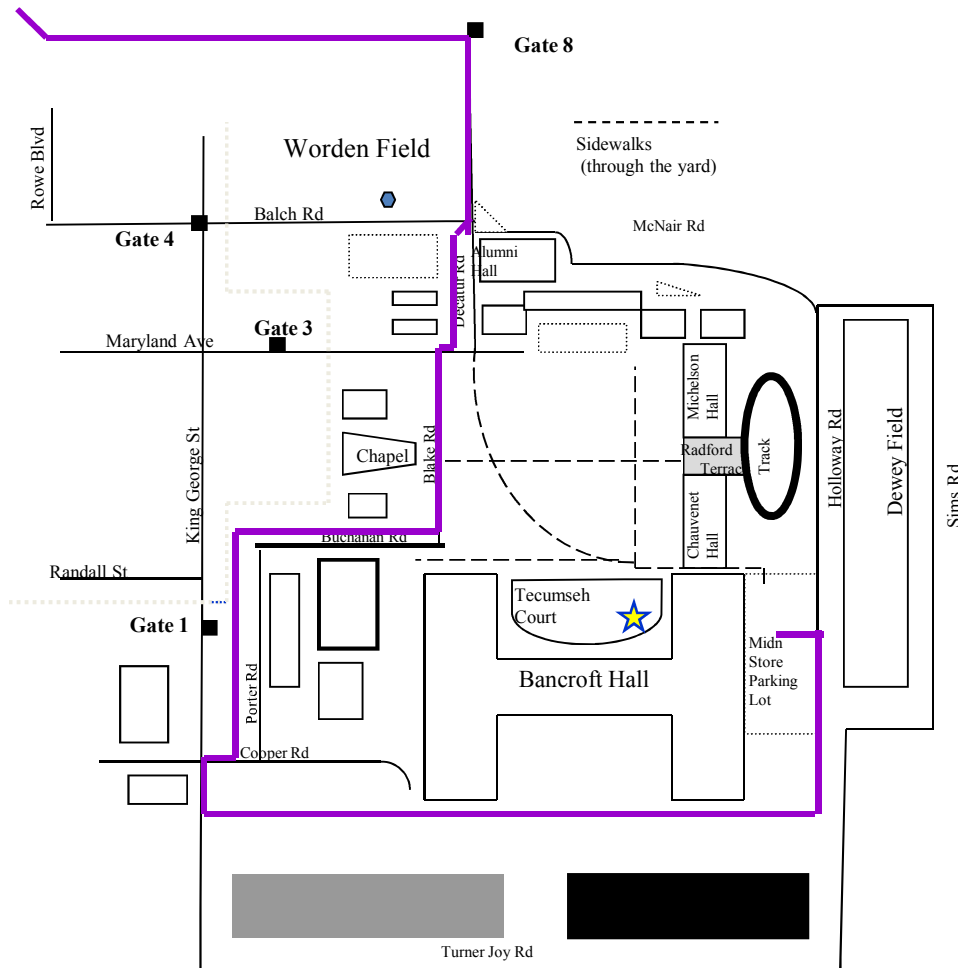 Gate 8
Rowe Blvd
Worden Field
Sidewalks
(through the yard)
Balch Rd
Gate 4
McNair Rd
Alumni
Hall
Decatur Rd
Gate 3
Maryland Ave
Michelson
Hall
King George St
Chapel
Blake Rd
Radford
Terrac
Track
Holloway Rd
Dewey Field
Sims Rd
Chauvenet
Hall
Buchanan Rd
Randall St
Tecumseh
Court
Gate 1
Midn
Store
Parking
Lot
Bancroft Hall
Porter Rd
Cooper Rd
Turner Joy Rd